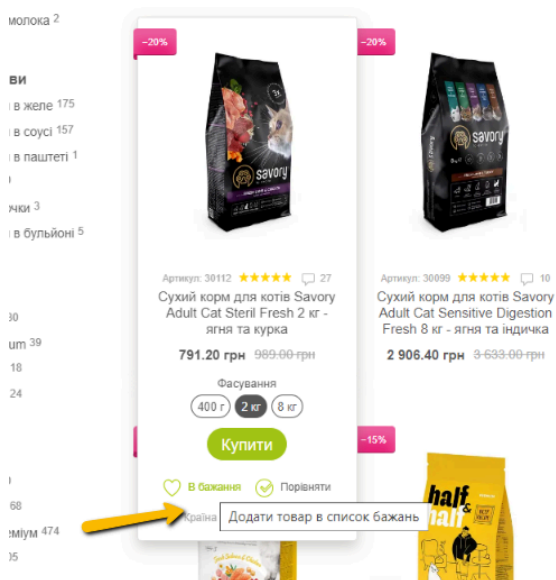 молока 2
ви
в желе 175
в соусі 157
в паштеті 1
очки 3
в бульйоні 5
um 39
18
24
68
еміум 474
–20%
savory
Артикул: 30112
27
Сухий корм для котів Savory
Adult Cat Steril Fresh 2 кг -
ягня та курка
791.20 грн 989.00 грн
Фасування
400 г 2 кг 8 кг
Купити
В бажання Порівняти
Країна
Додати товар в список бажань
–20%
savory
Артикул: 30099
10
Сухий корм для котів Savory
Adult Cat Sensitive Digestion
Fresh 8 кг - ягня та індичка
2 906.40 грн 3 633.00 грн
–15%
half
&
half